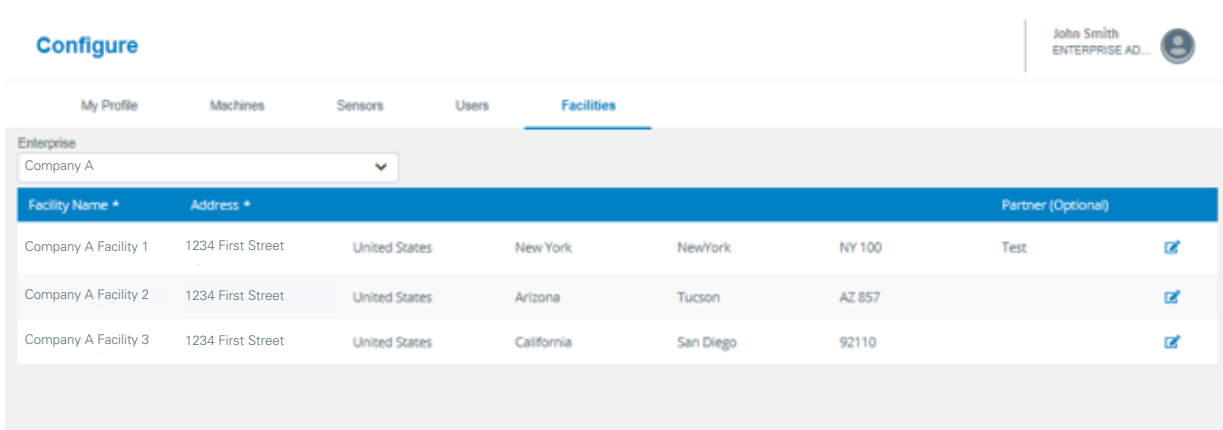 Configure
John Smith
ENTERPRISE AD...
My Profile Machines Sensors Users Facilities
Enterprise
Company A
Facility Name * Address * Partner (Optional)
Company A Facility 1 1234 First Street United States New York NewYork NY 100 Test
Company A Facility 2 1234 First Street United States Arizona Tucson AZ 857
Company A Facility 3 1234 First Street United States California San Diego 92110